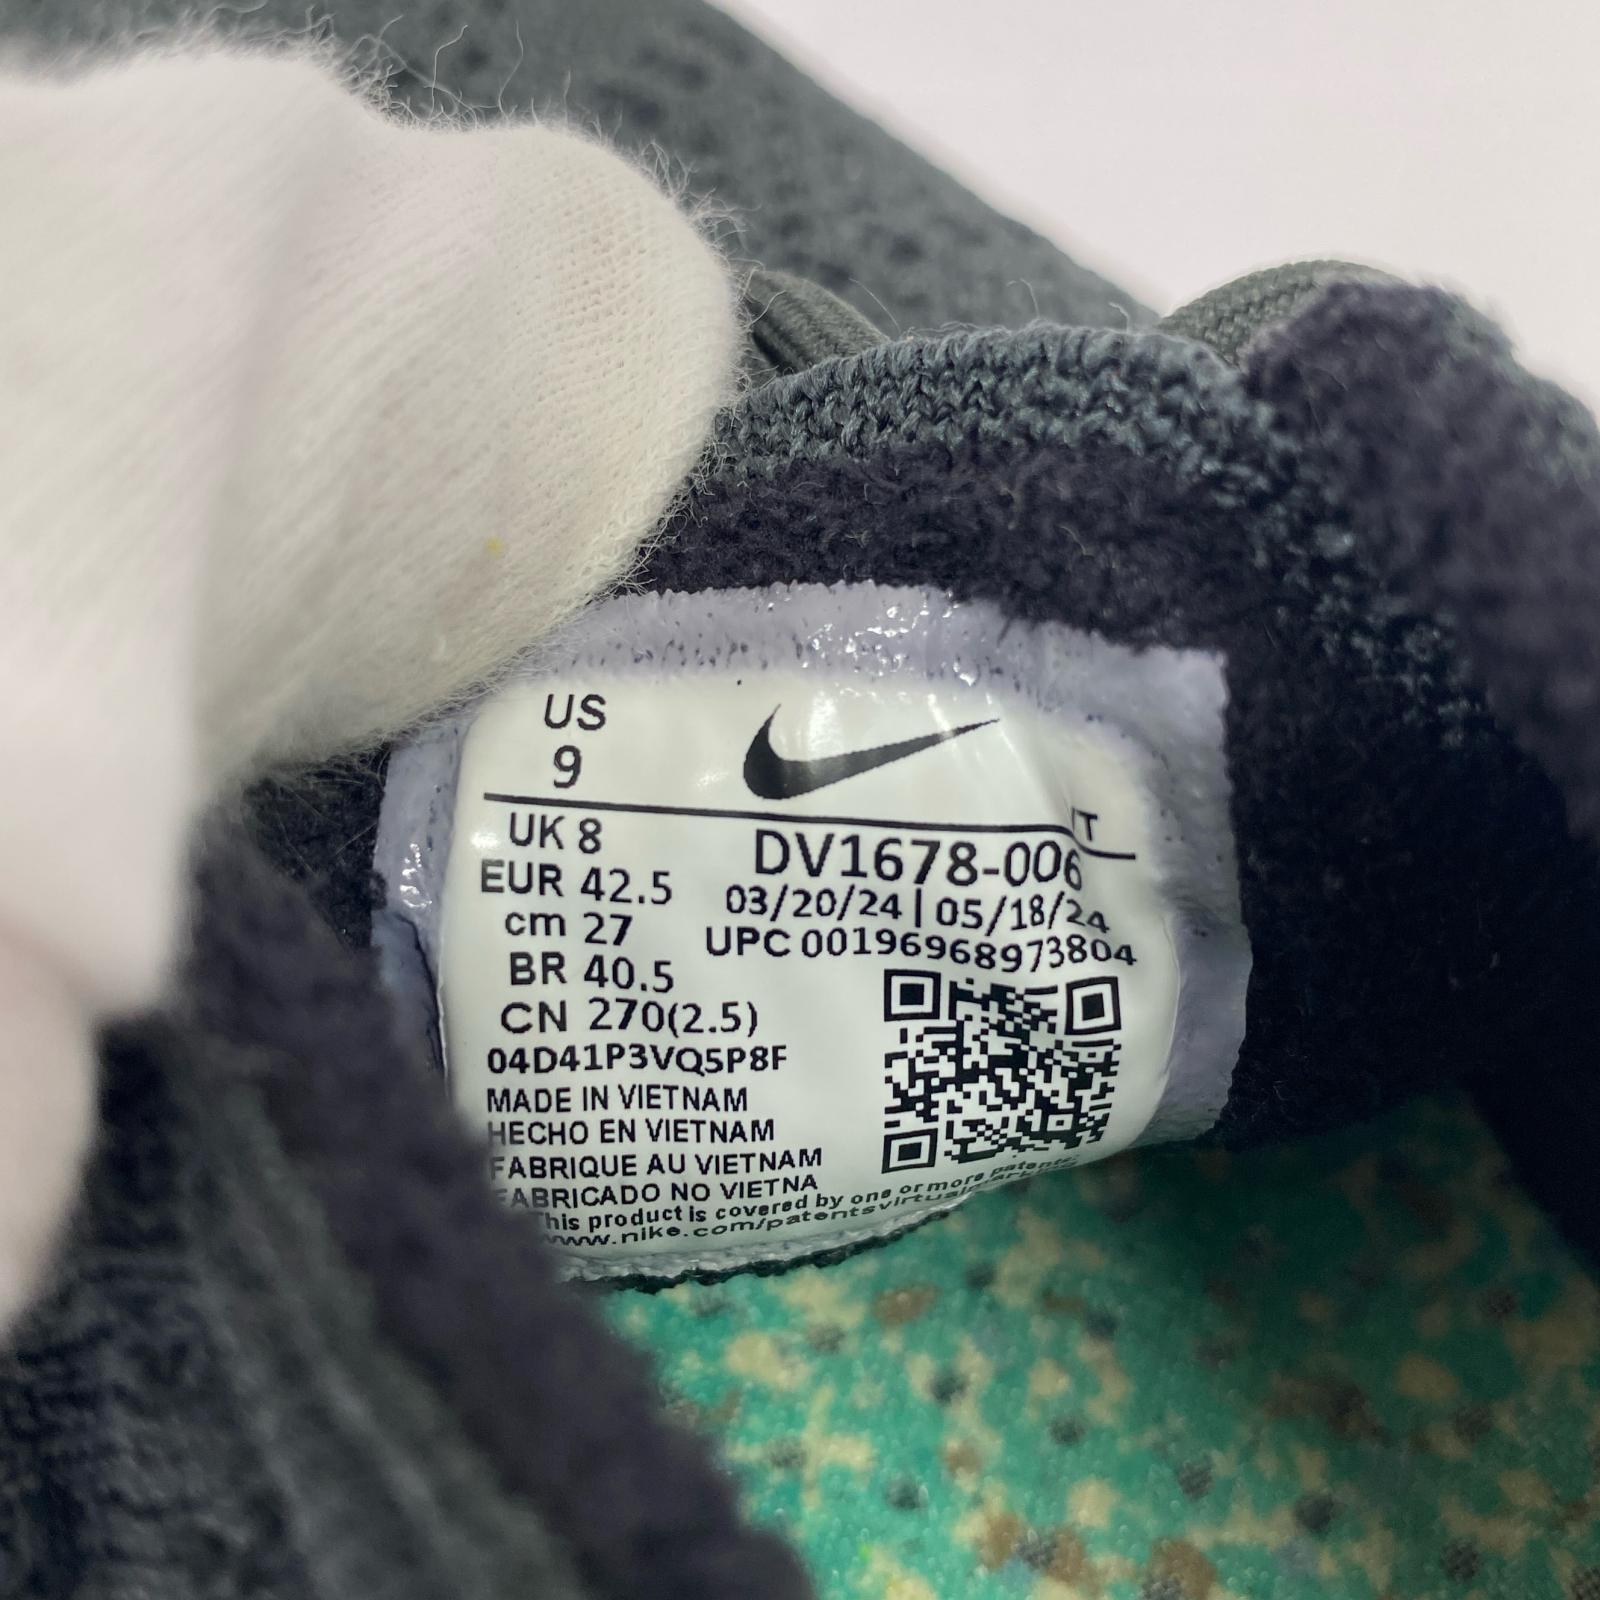 US
9
UK 8
EUR 42.5
cm 27
BR 40.5
CN 270(2.5)
DV1678-006
03/20/24 | 05/18/24
UPC 00196968973804
04D41P3VQ5P8F
MADE IN VIETNAM
HECHO EN VIETNAM
FABRIQUE AU VIETNAM
FABRICADO NO VIETNA
This product is covered by one or more patents:
www.nike.com/patentsvirtualmarking